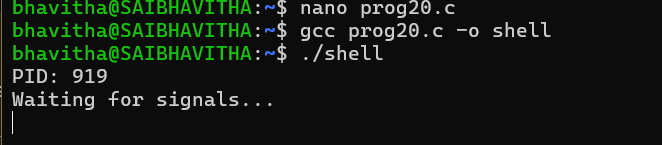 bhavitha@SAIBHAVITHA:~$ nano prog20.c
bhavitha@SAIBHAVITHA:~$ gcc prog20.c -o shell
bhavitha@SAIBHAVITHA:~$ ./shell
PID: 919
Waiting for signals...